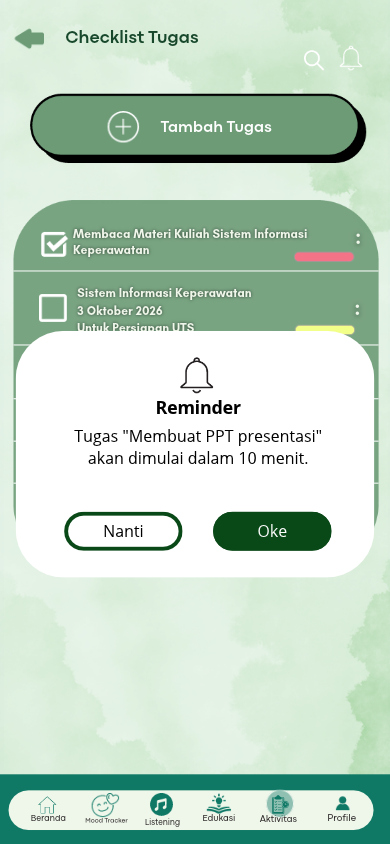 Checklist Tugas
Tambah Tugas
Membaca Materi Kuliah Sistem Informasi
Keperawatan
Sistem Informasi Keperawatan
3 Oktober 2026
Untuk Persiapan UTS
Reminder
Tugas "Membuat PPT presentasi"
akan dimulai dalam 10 menit.
Nanti
Oke
Beranda
Mood Tracker
Listening
Edukasi
Aktivitas
Profile